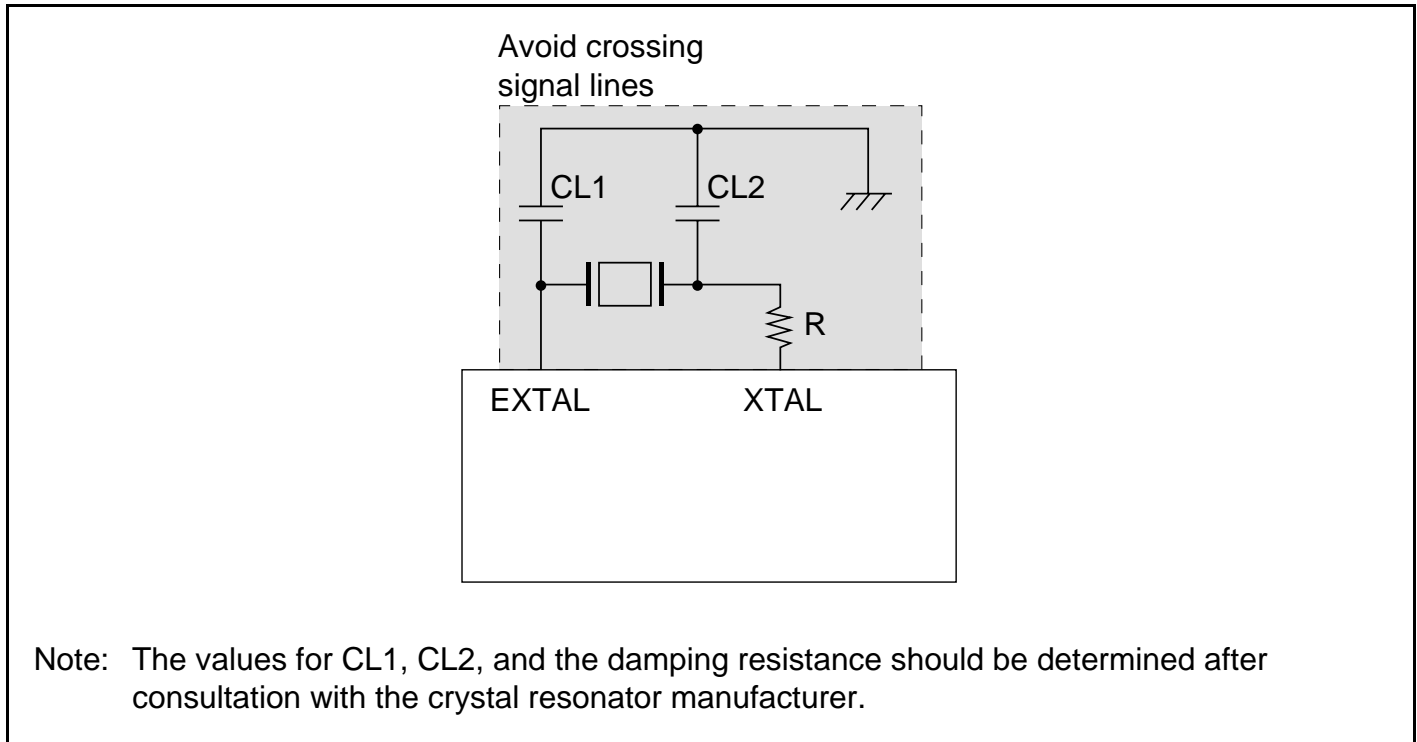 Avoid crossing
signal lines
CL1
CL2
R
EXTAL
XTAL
Note: The values for CL1, CL2, and the damping resistance should be determined after
consultation with the crystal resonator manufacturer.